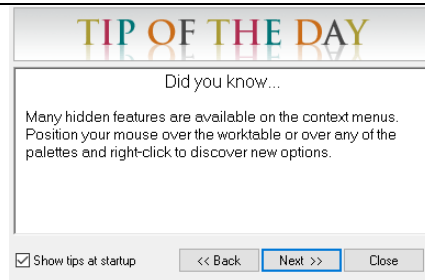 TIP OF THE DAY
Did you know...
Many hidden features are available on the context menus.
Position your mouse over the worktable or over any of the
palettes and right-click to discover new options.
Show tips at startup
<< Back
Next >>
Close